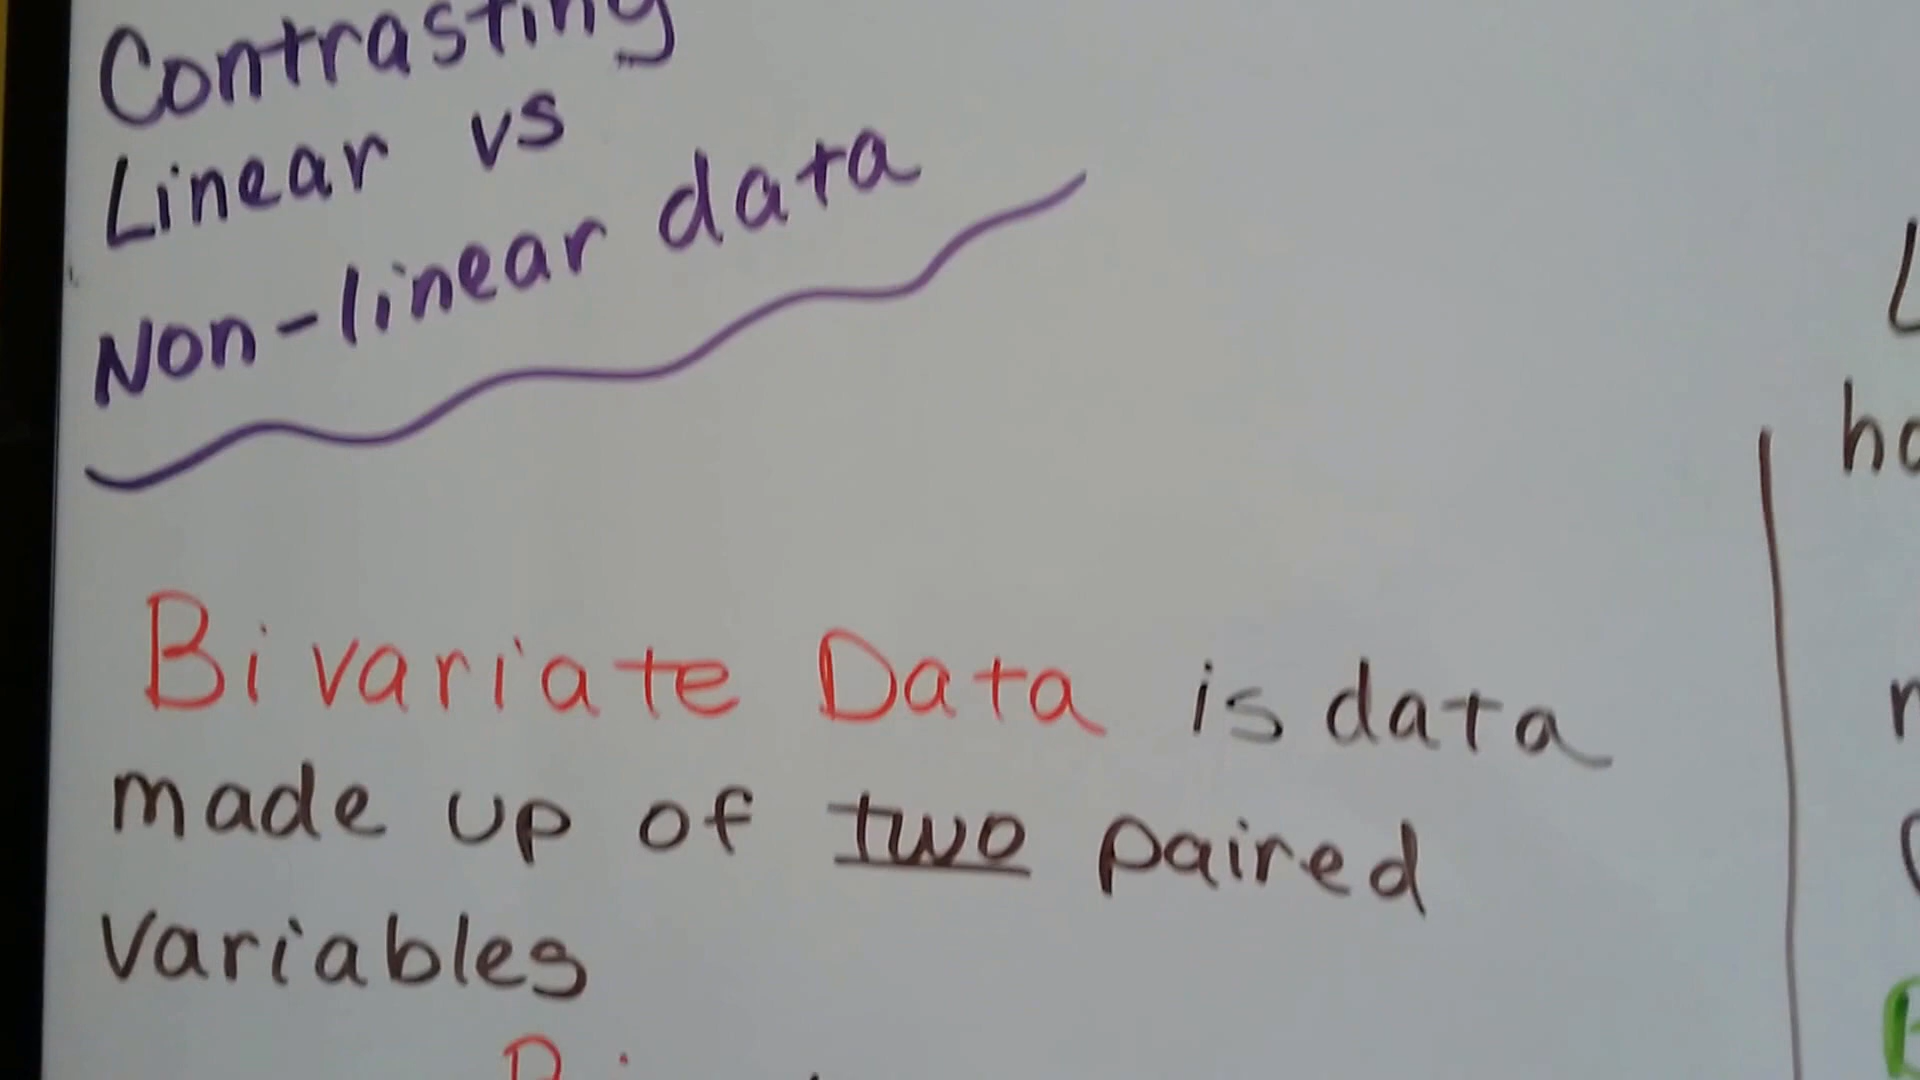 Contrasting
Linear vs
Non-linear data
Bivariate Data is data
made up of two paired
variables